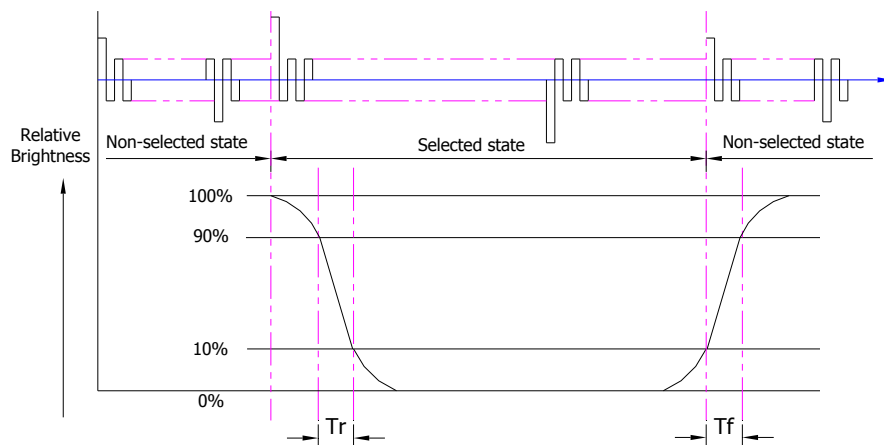 Relative
Brightness
Non-selected state
Selected state
Non-selected state
100%
90%
10%
0%
Tr
Tf